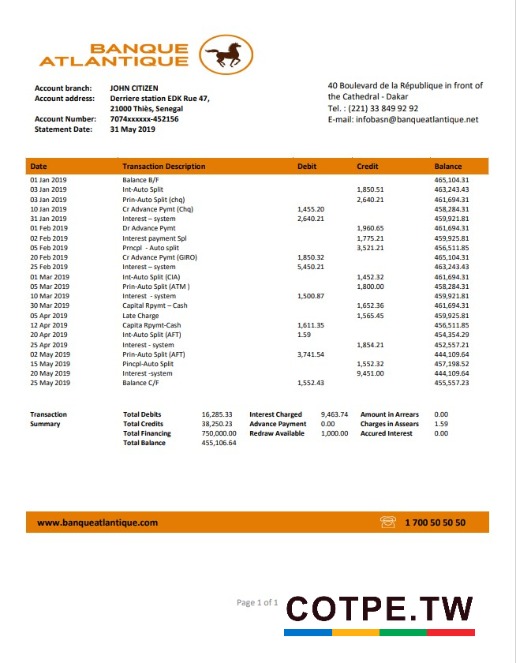 BANQUE
ATLANTIQUE
Account branch: JOHN CITIZEN
Account address: Derriere station EDK Rue 47,
21000 Thiès, Senegal
Account Number: 7074xxxxxx-452156
Statement Date: 31 May 2019
40 Boulevard de la République in front of
the Cathedral - Dakar
Tel. : (221) 33 849 92 92
E-mail: infobasn@banqueatlantique.net
Date Transaction Description Debit Credit Balance
01 Jan 2019 Balance B/F 465,104.31
03 Jan 2019 Int-Auto Split 1,850.51 463,243.43
03 Jan 2019 Prin-Auto Split (chq) 2,640.21 461,694.31
10 Jan 2019 Cr Advance Pymt (Chq) 1,455.20 458,284.31
31 Jan 2019 Interest – system 2,640.21 459,921.81
01 Feb 2019 Dr Advance Pymt 1,960.65 461,694.31
02 Feb 2019 Interest payment Spl 1,775.21 459,925.81
05 Feb 2019 Prncpl - Auto split 3,521.21 456,511.85
20 Feb 2019 Cr Advance Pymt (GIRO) 1,850.32 465,104.31
25 Feb 2019 Interest – system 5,450.21 463,243.43
01 Mar 2019 Int-Auto Split (CIA) 1,452.32 461,694.31
05 Mar 2019 Prin-Auto Split (ATM ) 1,800.00 458,284.31
10 Mar 2019 Interest - system 1,500.87 459,921.81
30 Mar 2019 Capital Rpymt – Cash 1,652.36 461,694.31
05 Apr 2019 Late Charge 1,565.45 459,925.81
12 Apr 2019 Capita Rpymt-Cash 1,611.35 456,511.85
20 Apr 2019 Int-Auto Split (AFT) 1.59 454,354.29
25 Apr 2019 Interest - system 1,854.21 452,557.21
02 May 2019 Prin-Auto Split (AFT) 3,741.54 444,109.64
15 May 2019 Pincpl-Auto Split 1,552.32 457,198.52
20 May 2019 Interest -system 9,451.00 444,109.64
25 May 2019 Balance C/F 1,552.43 455,557.23
Transaction Total Debits 16,285.33 Interest Charged 9,463.74 Amount in Arrears 0.00
Summary Total Credits 38,250.23 Advance Payment 0.00 Charges in Assears 1.59
Total Financing 750,000.00 Redraw Available 1,000.00 Accured Interest 0.00
Total Balance 455,106.64
www.banqueatlantique.com 1 700 50 50 50
Page 1 of 1
COTPE.TW